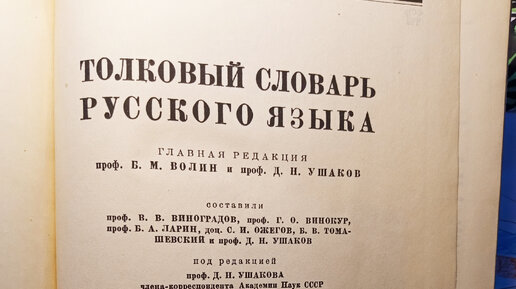 ТОЛКОВЫЙ СЛОВАРЬ
РУССКОГО ЯЗЫКА
ГЛАВНАЯ РЕДАКЦИЯ
проф. Б. М. ВОЛИН и проф. Д. Н. УШАКОВ
составили
проф. В. В. ВИНОГРАДОВ, проф. Г. О. ВИНОКУР,
проф. Б. А. ЛАРИН, доц. С. И. ОЖЕГОВ, Б. В. ТОМА-
ШЕВСКИЙ и проф. Д. Н. УШАКОВ
под редакцией
проф. Д. Н. УШАКОВА
члена-корреспондента Академии Наук СССР